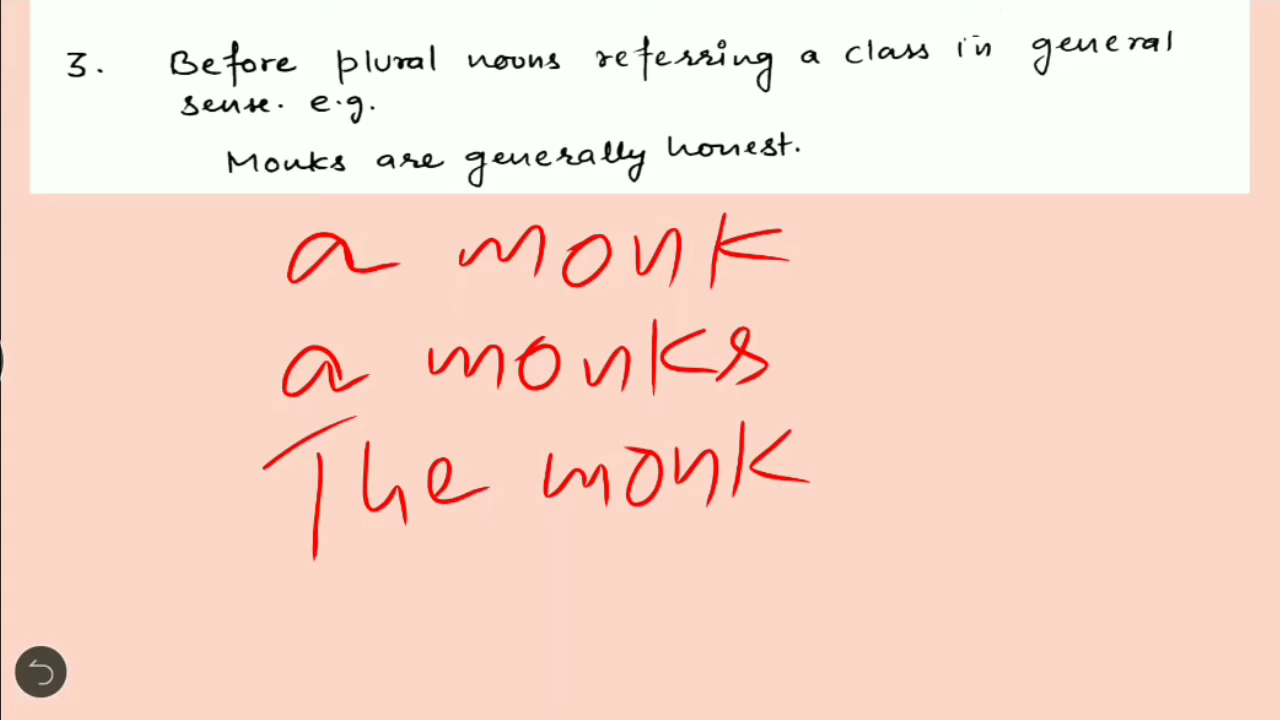 3. Before plural nouns referring a class in general
sense. e.g.
Monks are generally honest.
a monk
a monks
The monk